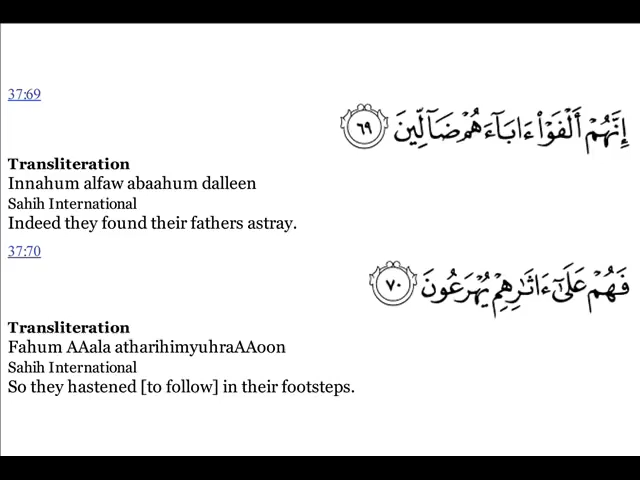 37:69
إِنَّهُمْ أَلْفَوْاْ ءَابَآءَهُمْ ضَآلِّينَ ٦٩
Transliteration
Innahum alfaw abaahum dalleen
Sahih International
Indeed they found their fathers astray.
37:70
فَهُمْ عَلَىٰٓ ءَاثَـٰرِهِمْ يُهْرَعُونَ ٧٠
Transliteration
Fahum AAala atharihimyuhraAAoon
Sahih International
So they hastened [to follow] in their footsteps.